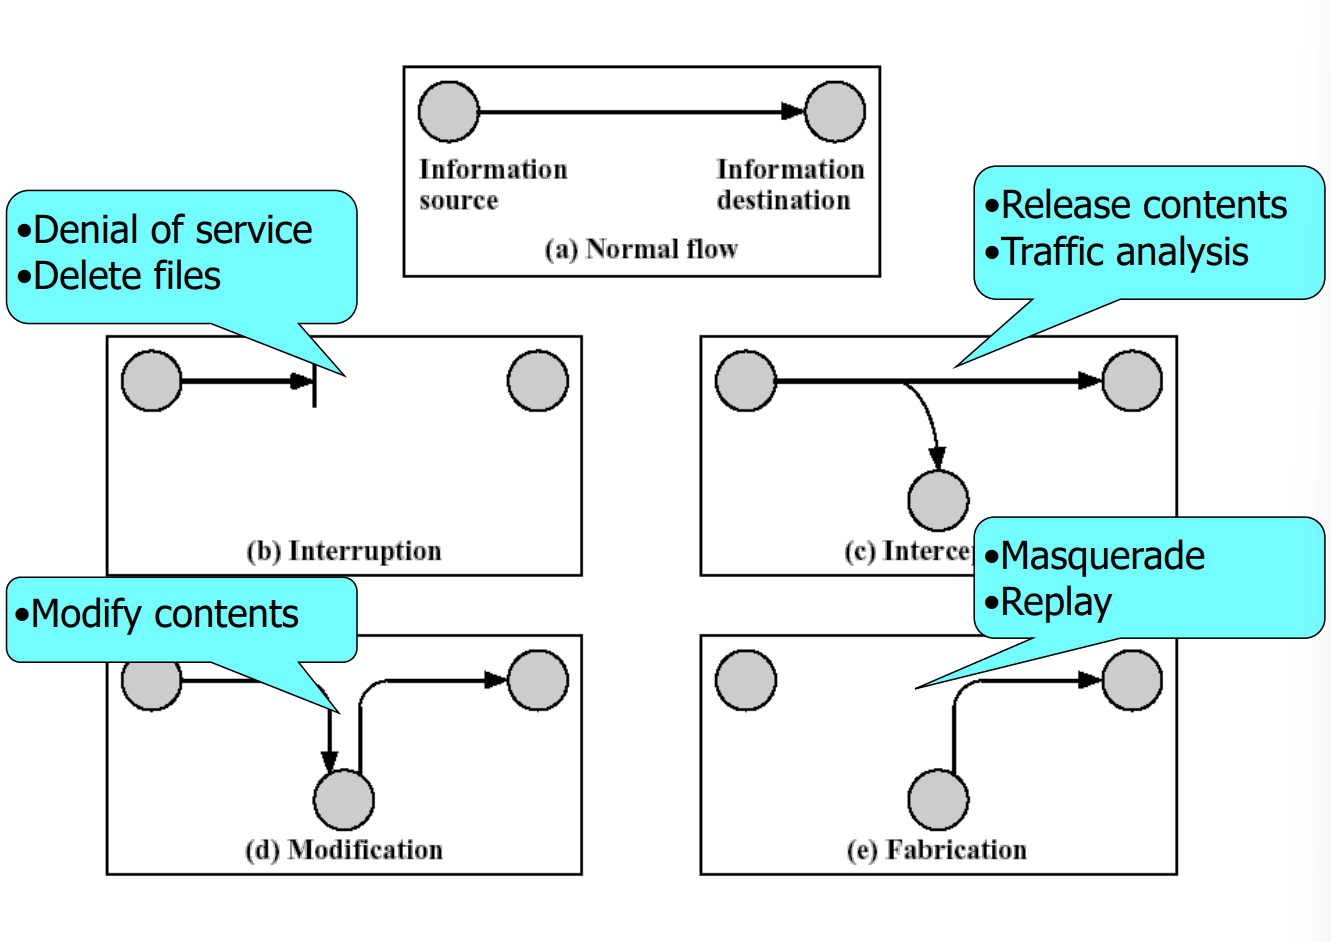 Information
source
Information
destination
(a) Normal flow
•Denial of service
•Delete files
•Release contents
•Traffic analysis
(b) Interruption
(c) Interce
•Modify contents
•Masquerade
•Replay
(d) Modification
(e) Fabrication